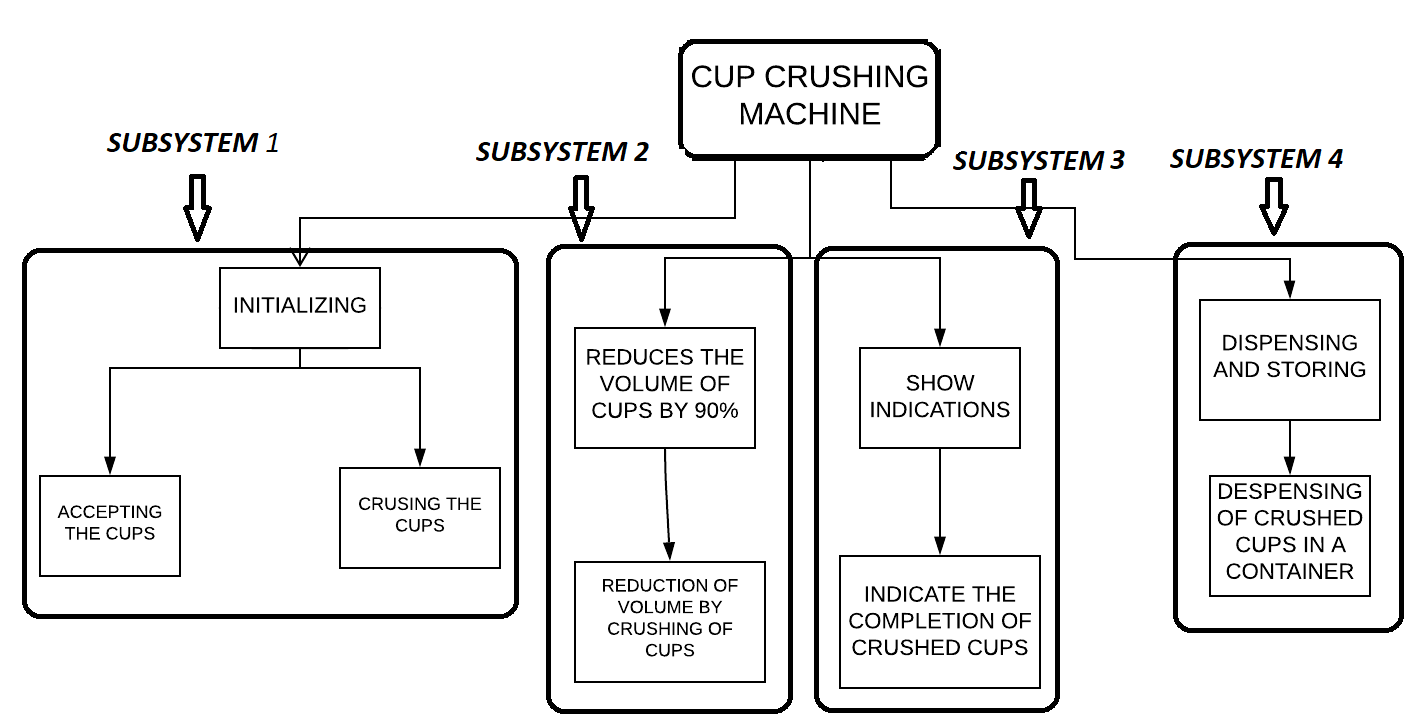 CUP CRUSHING
MACHINE
SUBSYSTEM 1
SUBSYSTEM 2
SUBSYSTEM 3
SUBSYSTEM 4
INITIALIZING
ACCEPTING
THE CUPS
CRUSING THE
CUPS
REDUCES THE
VOLUME OF
CUPS BY 90%
REDUCTION OF
VOLUME BY
CRUSHING OF
CUPS
SHOW
INDICATIONS
INDICATE THE
COMPLETION OF
CRUSHED CUPS
DISPENSING
AND STORING
DESPENSING
OF CRUSHED
CUPS IN A
CONTAINER